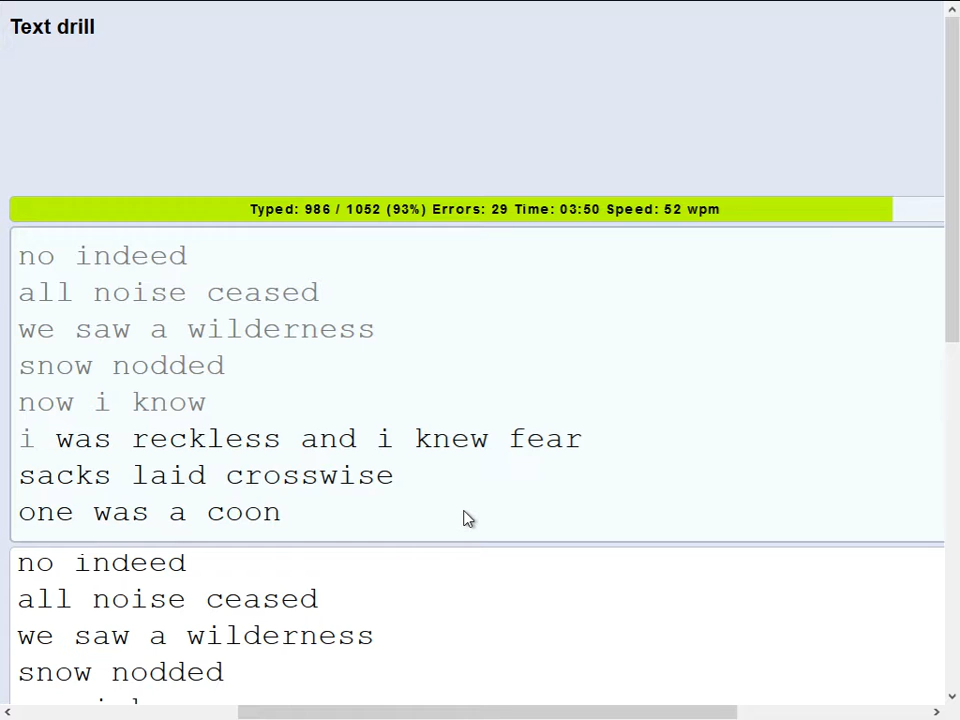 Text drill
Typed: 986 / 1052 (93%) Errors: 29 Time: 03:50 Speed: 52 wpm
no indeed
all noise ceased
we saw a wilderness
snow nodded
now i know
i was reckless and i knew fear
sacks laid crosswise
one was a coon
no indeed
all noise ceased
we saw a wilderness
snow nodded